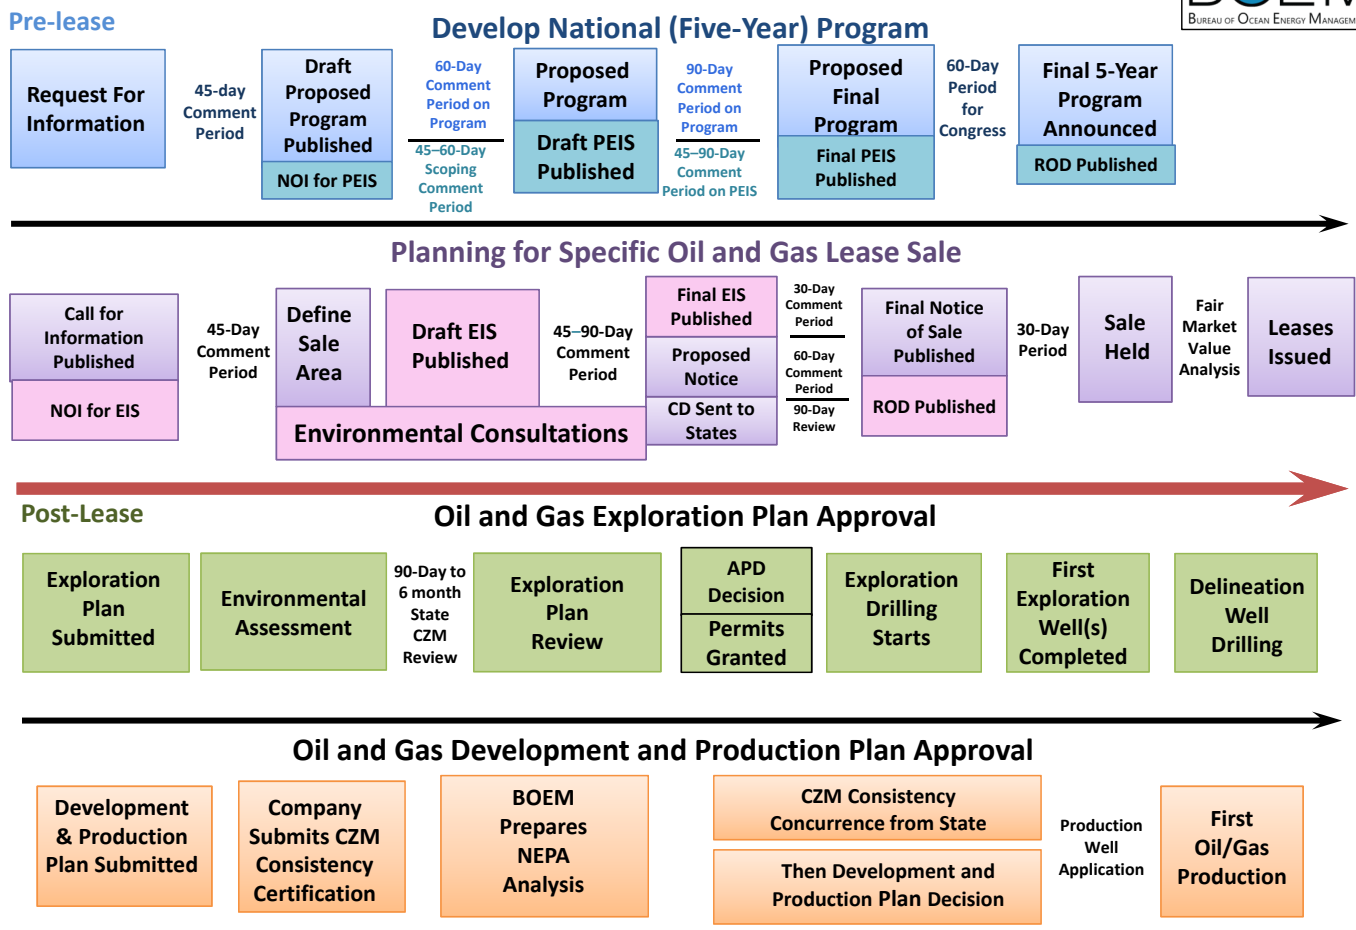 Pre-lease
Develop National (Five-Year) Program
BUREAU OF OCEAN ENERGY MANAGEM
Request For
Information
45-day
Comment
Period
Draft
Proposed
Program
Published
NOI for PEIS
60-Day
Comment
Period on
Program
45–60-Day
Scoping
Comment
Period
Proposed
Program
Draft PEIS
Published
90-Day
Comment
Period on
Program
45–90-Day
Comment
Period on PEIS
Proposed
Final
Program
Final PEIS
Published
60-Day
Period
for
Congress
Final 5-Year
Program
Announced
ROD Published
Planning for Specific Oil and Gas Lease Sale
Call for
Information
Published
NOI for EIS
45-Day
Comment
Period
Define
Sale
Area
Draft EIS
Published
Environmental Consultations
45–90-Day
Comment
Period
Final EIS
Published
Proposed
Notice
CD Sent to
States
30-Day
Comment
Period
60-Day
Comment
Period
90-Day
Review
Final Notice
of Sale
Published
ROD Published
30-Day
Period
Sale
Held
Fair
Market
Value
Analysis
Leases
Issued
Post-Lease
Oil and Gas Exploration Plan Approval
Exploration
Plan
Submitted
Environmental
Assessment
90-Day to
6 month
State
CZM
Review
Exploration
Plan
Review
APD
Decision
Permits
Granted
Exploration
Drilling
Starts
First
Exploration
Well(s)
Completed
Delineation
Well
Drilling
Oil and Gas Development and Production Plan Approval
Development
& Production
Plan Submitted
Company
Submits CZM
Consistency
Certification
BOEM
Prepares
NEPA
Analysis
CZM Consistency
Concurrence from State
Then Development and
Production Plan Decision
Production
Well
Application
First
Oil/Gas
Production